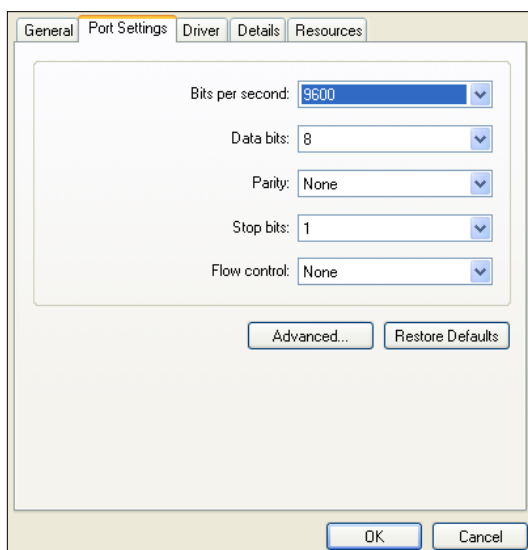 General Port Settings Driver Details Resources
Bits per second: 9600
Data bits: 8
Parity: None
Stop bits: 1
Flow control: None
Advanced... Restore Defaults
OK Cancel